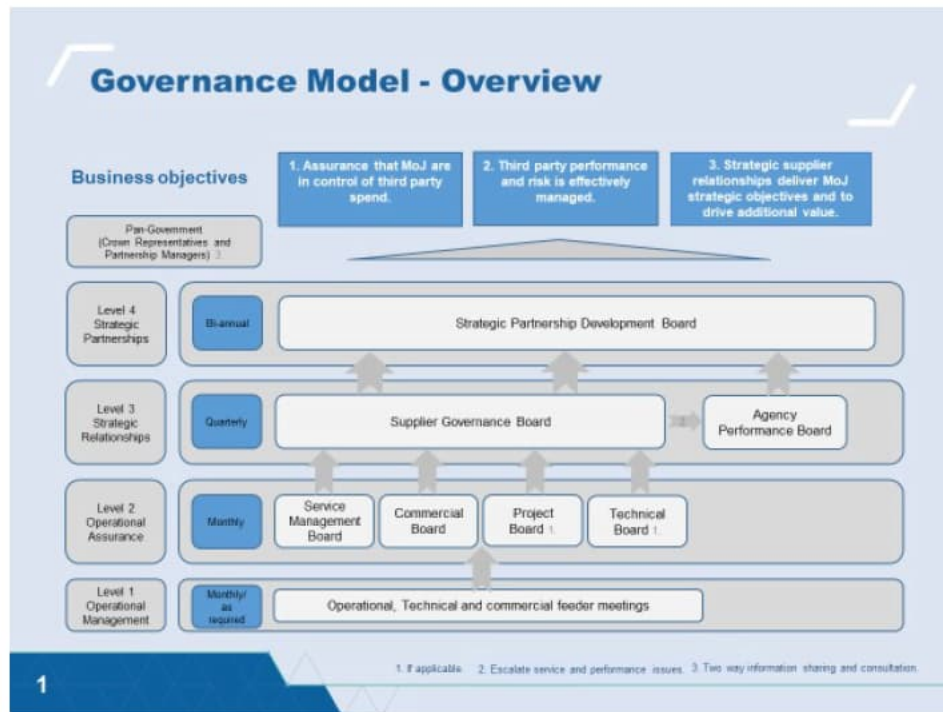 Governance Model - Overview
Business objectives
1. Assurance that MoJ are
in control of third party
spend.
2. Third party performance
and risk is effectively
managed.
3. Strategic supplier
relationships deliver MoJ
strategic objectives and to
drive additional value.
Pan-Government
(Crown Representatives and
Partnership Managers) 3
Level 4
Strategic
Partnerships
Bi-annual
Strategic Partnership Development Board
Level 3
Strategic
Relationships
Quarterly
Supplier Governance Board
2
Agency
Performance Board
Level 2
Operational
Assurance
Monthly
Service
Management
Board
Commercial
Board
Project
Board 1.
Technical
Board 1.
Level 1
Operational
Management
Monthly/
as
required
Operational, Technical and commercial feeder meetings
1. If applicable. 2. Escalate service and performance issues. 3. Two way information sharing and consultation.
1